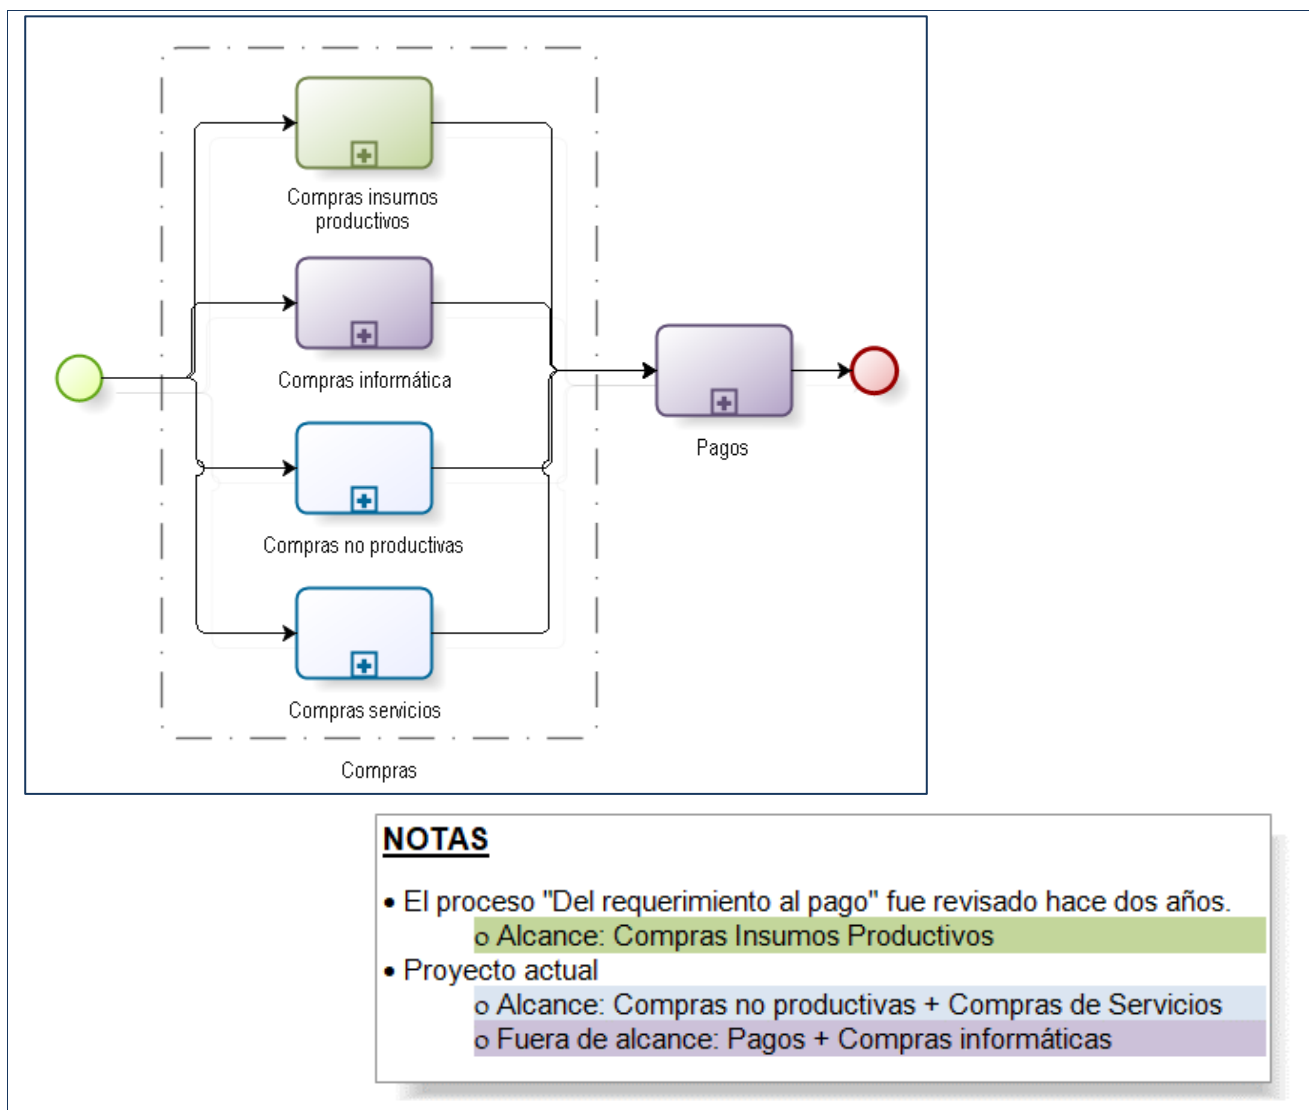 Compras insumos
productivos
Compras informática
Pagos
Compras no productivas
Compras servicios
Compras
NOTAS
• El proceso "Del requerimiento al pago" fue revisado hace dos años.
o Alcance: Compras Insumos Productivos
• Proyecto actual
o Alcance: Compras no productivas + Compras de Servicios
o Fuera de alcance: Pagos + Compras informáticas